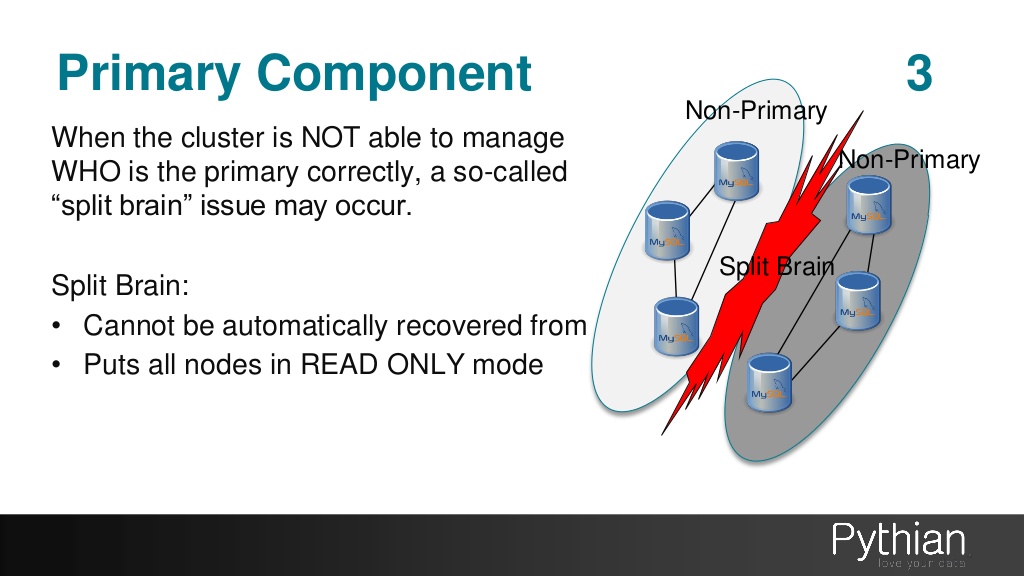 Primary Component
3
When the cluster is NOT able to manage
WHO is the primary correctly, a so-called
“split brain” issue may occur.
Split Brain:
• Cannot be automatically recovered from
• Puts all nodes in READ ONLY mode
Non-Primary
Non-Primary
Split Brain
MySQL
MySQL
MySQL
MySQL
MySQL
MySQL
Pythian
love your data